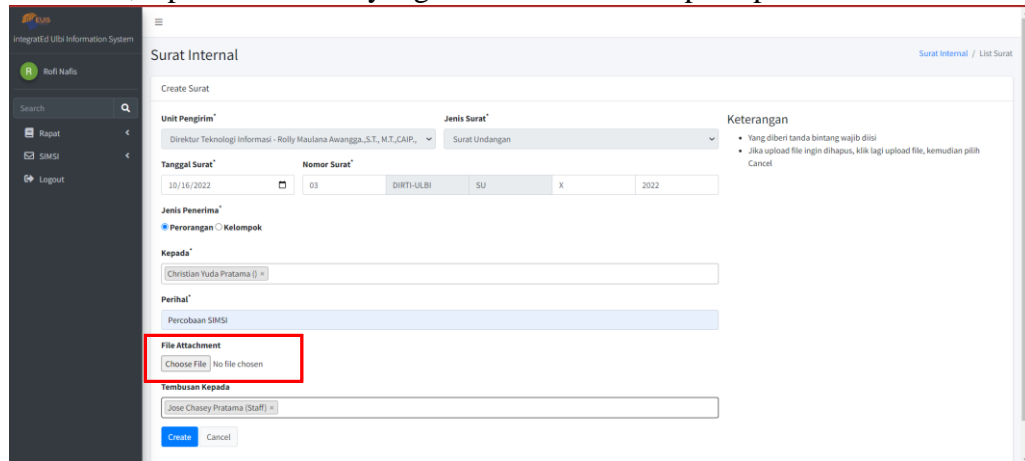 EUIS
integratEd Ulbi Information System
R Rofi Nafis
Search
Rapat
SIMSI
Logout
Surat Internal
Surat Internal / List Surat
Create Surat
Unit Pengirim*
Jenis Surat*
Direktur Teknologi Informasi - Rolly Maulana Awangga.,S.T., M.T.,CAIP.,
Surat Undangan
Tanggal Surat*
Nomor Surat*
10/16/2022 03 DIRTI-ULBI SU X 2022
Jenis Penerima*
Perorangan Kelompok
Kepada*
Christian Yuda Pratama () ×
Perihal*
Percobaan SIMSI
File Attachment
Choose File No file chosen
Tembusan Kepada
Jose Chasey Pratama (Staff) ×
Create Cancel
Keterangan
• Yang diberi tanda bintang wajib diisi
• Jika upload file ingin dihapus, klik lagi upload file, kemudian pilih
Cancel